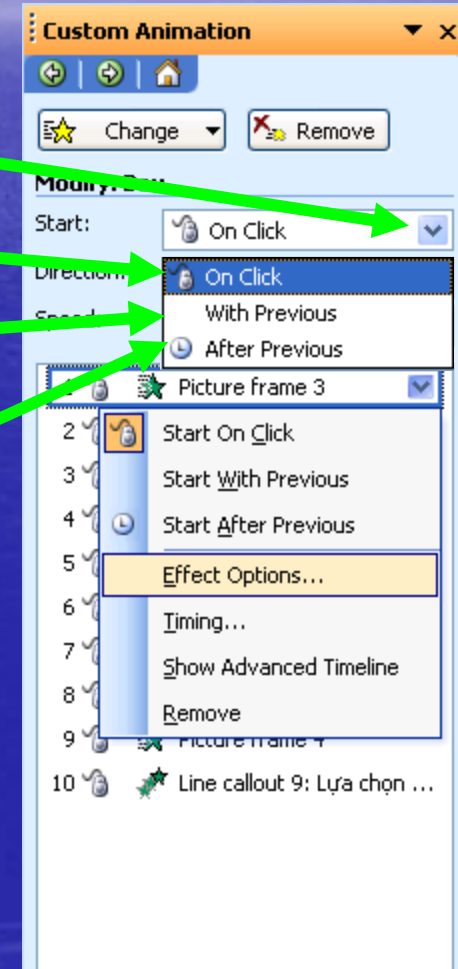 Custom Animation
Change
Remove
Modify:
Start:
On Click
Direction:
On Click
With Previous
After Previous
1 Picture frame 3
2
Start On Click
3
Start With Previous
4
Start After Previous
5
Effect Options...
6
Timing...
7
Show Advanced Timeline
8
Remove
9 Picture frame 4
10 Line callout 9: Lựa chọn ...